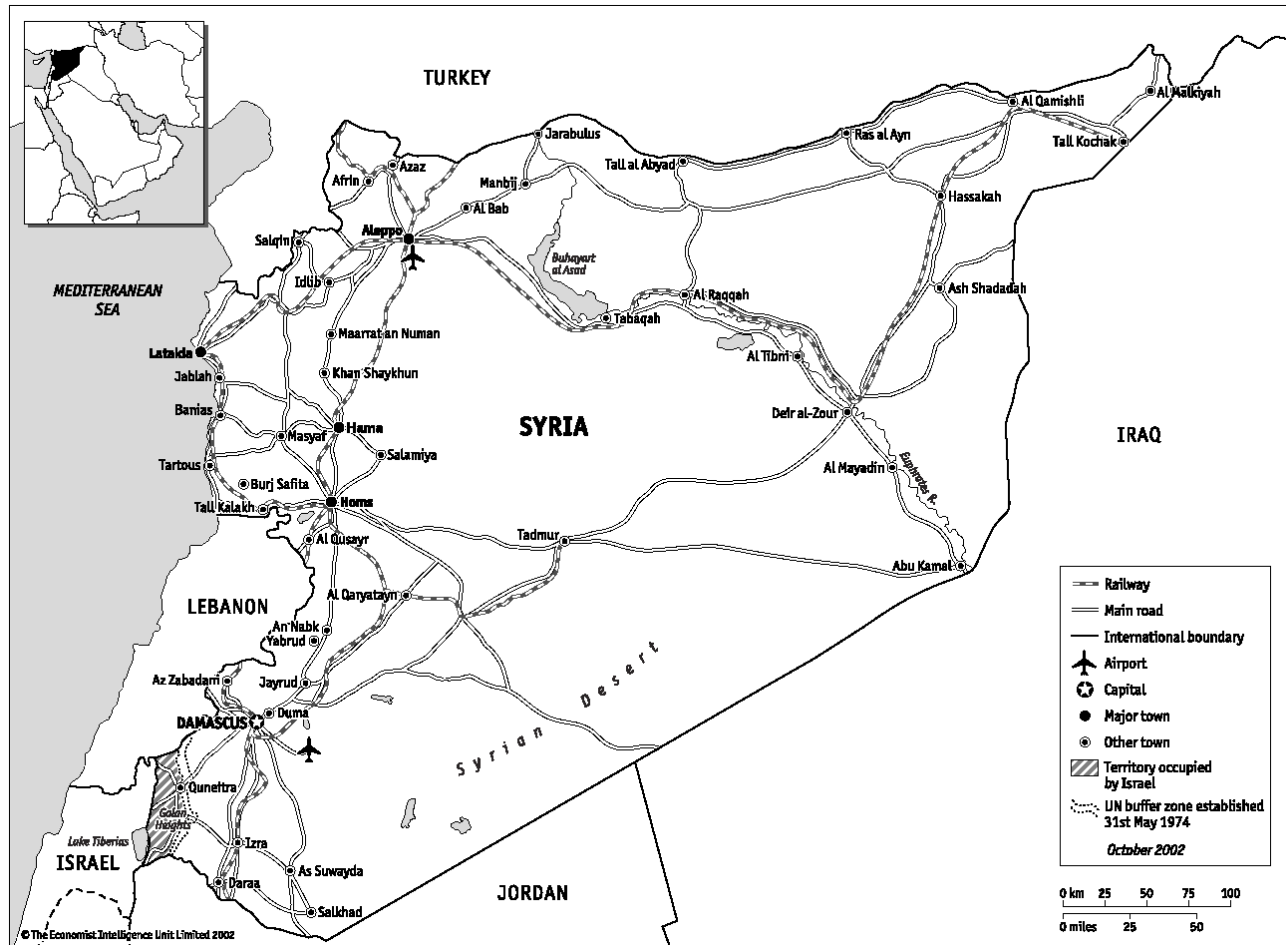 TURKEY
Al Qamishli
Al Malkiyah
Jarabulus
Ras al Ayn
Tall Kochak
Azaz
Tall al Abyad
Afrin
Manbij
Hassakah
Al Bab
Aleppo
Salqin
Buhayart
al Asad
Idlib
MEDITERRANEAN
SEA
Al Raqqah
Ash Shadadah
Tabaqah
Maarrat an Numan
Latakia
Al Tibni
Jablah
Khan Shaykhun
Banias
Deir al-Zour
SYRIA
Hama
Masyaf
IRAQ
Salamiya
Tartous
Al Mayadin
Euphrates R.
Burj Safita
Homs
Tall Kalakh
Tadmur
Al Qusayr
Abu Kamal
LEBANON
Al Qaryatayn
An Nabk
Yabrud
Az Zabadani
Jayrud
Syrian Desert
Duma
DAMASCUS
Quneitra
Golan
Heights
Lake Tiberias
Izra
ISRAEL
As Suwayda
Daraa
JORDAN
Salkhad
Railway
Main road
International boundary
Airport
Capital
Major town
Other town
Territory occupied
by Israel
UN buffer zone established
31st May 1974
October 2002
0 km 25 50 75 100
0 miles 25 50
© The Economist Intelligence Unit Limited 2002